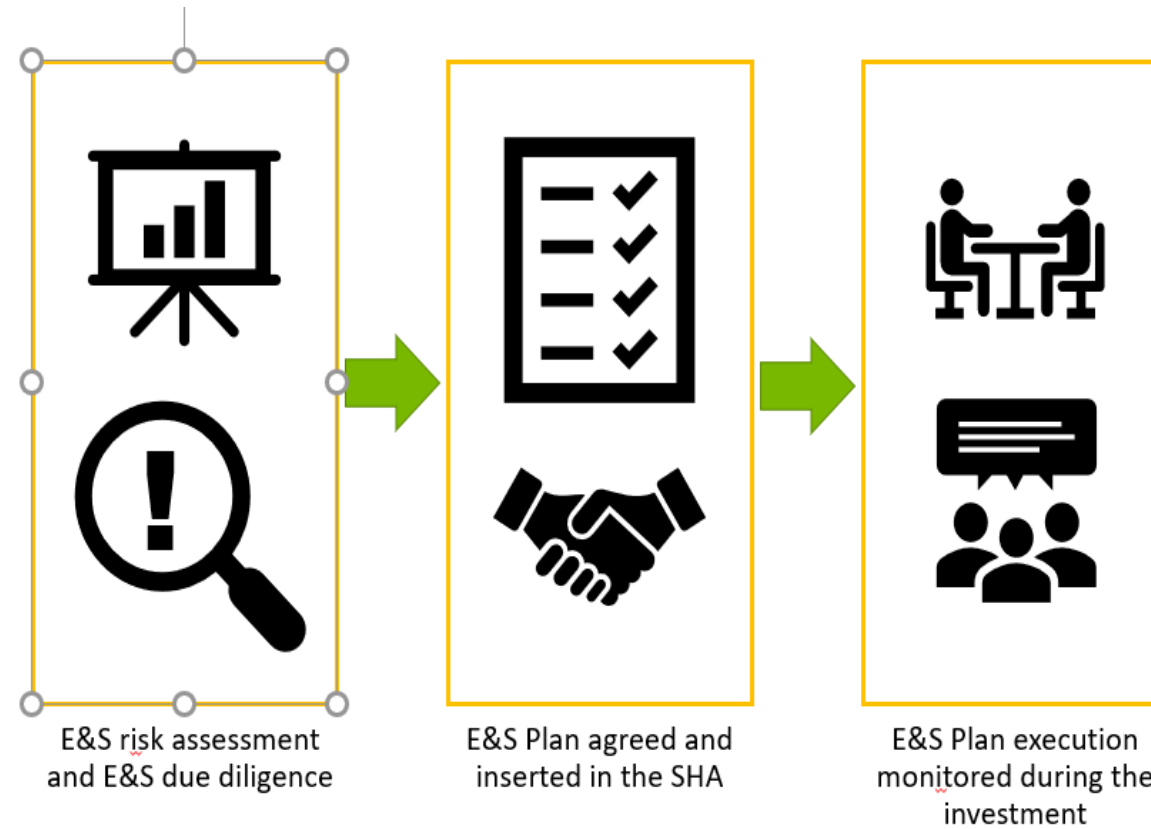 E&S risk assessment
and E&S due diligence
E&S Plan agreed and
inserted in the SHA
E&S Plan execution
monitored during the
investment